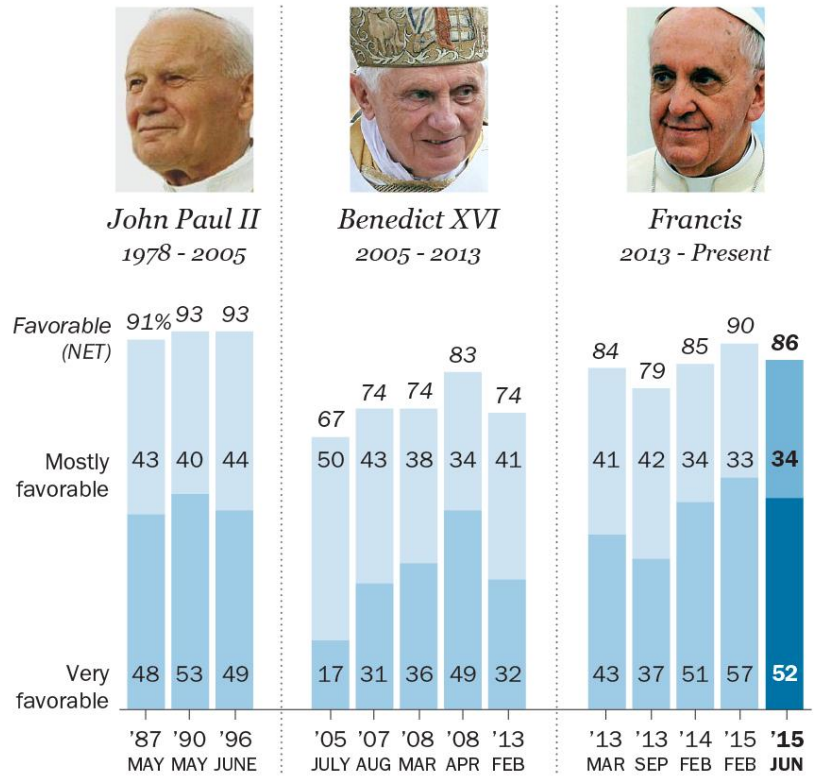 John Paul II
1978 - 2005
Benedict XVI
2005 - 2013
Francis
2013 - Present
Favorable
(NET)
91% 93 93
67 74 74 83 74
84 79 85 90 86
Mostly
favorable
43 40 44
50 43 38 34 41
41 42 34 33 34
Very
favorable
48 53 49
17 31 36 49 32
43 37 51 57 52
’87 ’90 ’96
MAY MAY JUNE
’05 ’07 ’08 ’08 ’13
JULY AUG MAR APR FEB
’13 ’13 ’14 ’15 ’15
MAR SEP FEB FEB JUN